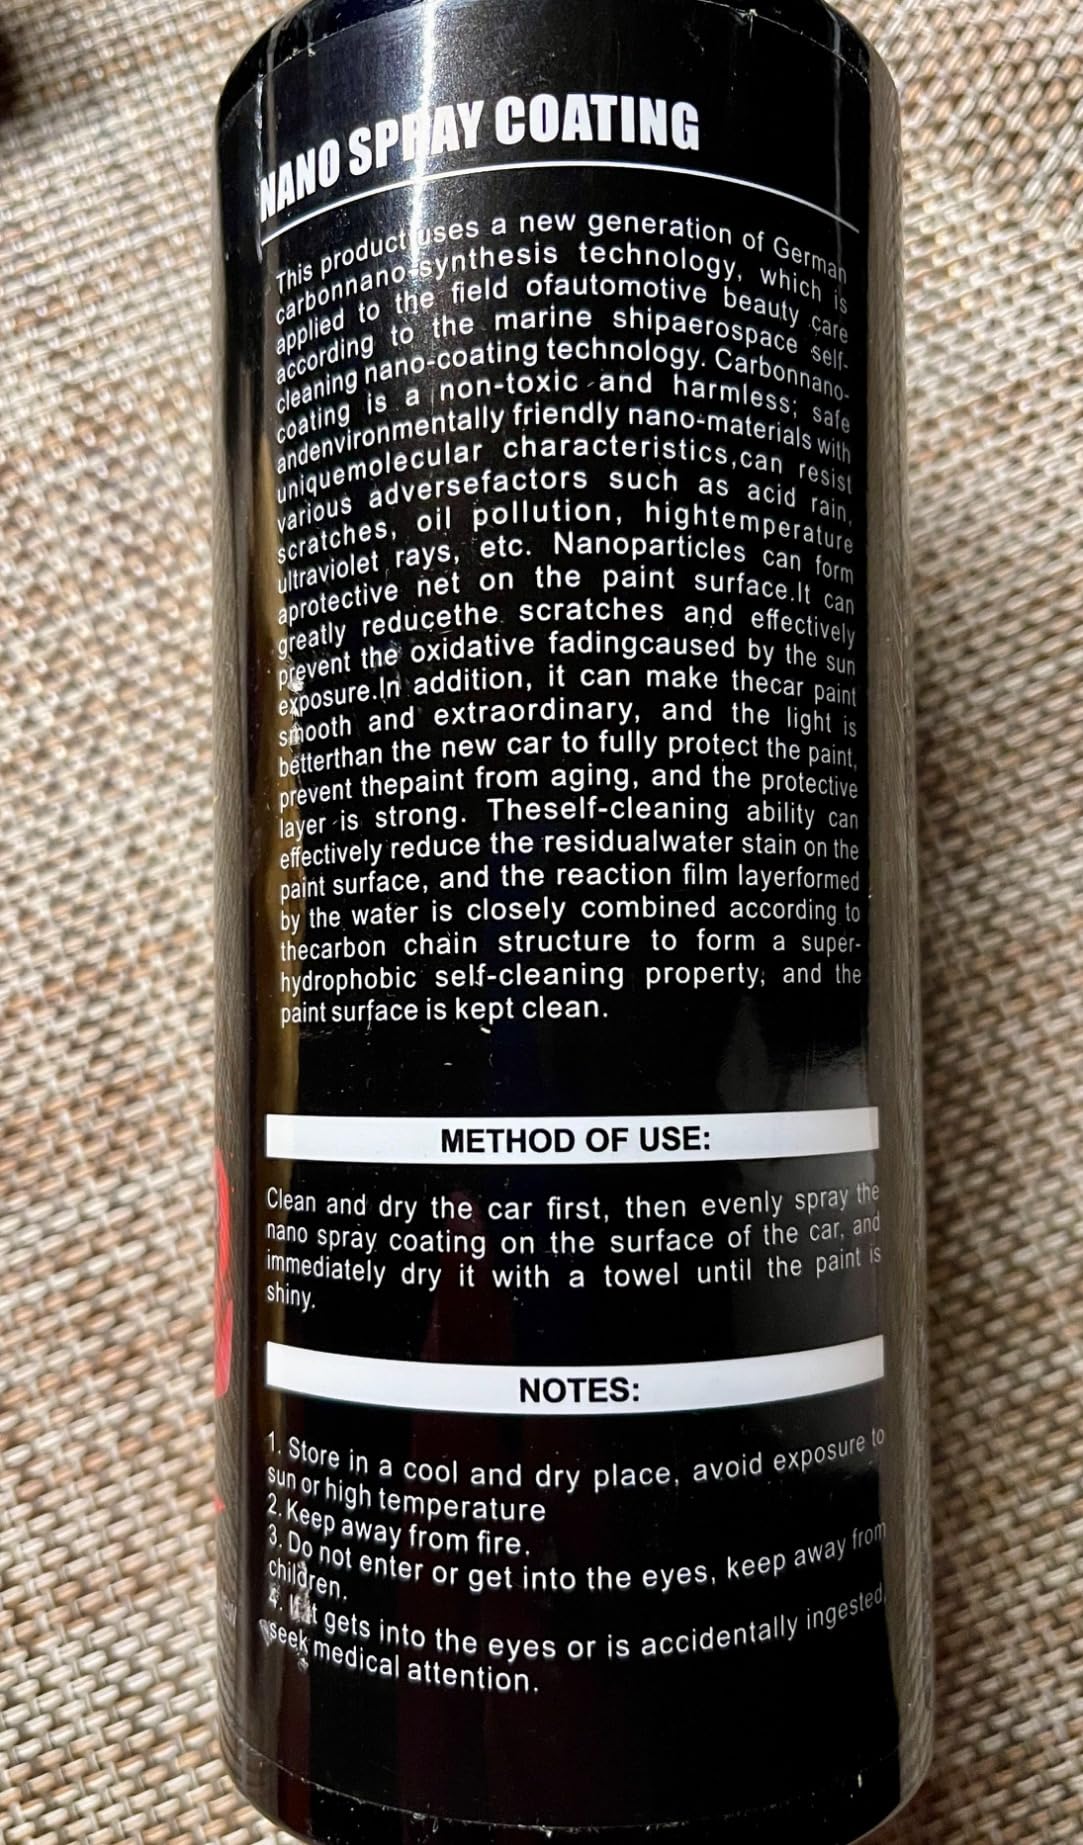 NANO SPRAY COATING
This product uses a new generation of German
carbonnano-synthesis technology, which is
applied to the field ofautomotive beauty care
according to the marine shipaerospace self-
cleaning nano-coating technology. Carbonnano-
coating is a non-toxic and harmless; safe
andenvironmentally friendly nano-materials with
uniquemolecular characteristics,can resist
various adversefactors such as acid rain,
scratches, oil pollution, hightemperature
ultraviolet rays, etc. Nanoparticles can form
aprotective net on the paint surface.It can
greatly reducethe scratches and effectively
prevent the oxidative fadingcaused by the sun
exposure.In addition, it can make thecar paint
smooth and extraordinary, and the light is
betterthan the new car to fully protect the paint,
prevent thepaint from aging, and the protective
layer is strong. Theself-cleaning ability can
effectively reduce the residualwater stain on the
paint surface, and the reaction film layerformed
by the water is closely combined according to
thecarbon chain structure to form a super-
hydrophobic self-cleaning property, and the
paint surface is kept clean.
METHOD OF USE:
Clean and dry the car first, then evenly spray the
nano spray coating on the surface of the car, and
immediately dry it with a towel until the paint is
shiny.
NOTES:
1. Store in a cool and dry place, avoid exposure to
sun or high temperature
2. Keep away from fire.
3. Do not enter or get into the eyes, keep away from
children.
4. If it gets into the eyes or is accidentally ingested,
seek medical attention.